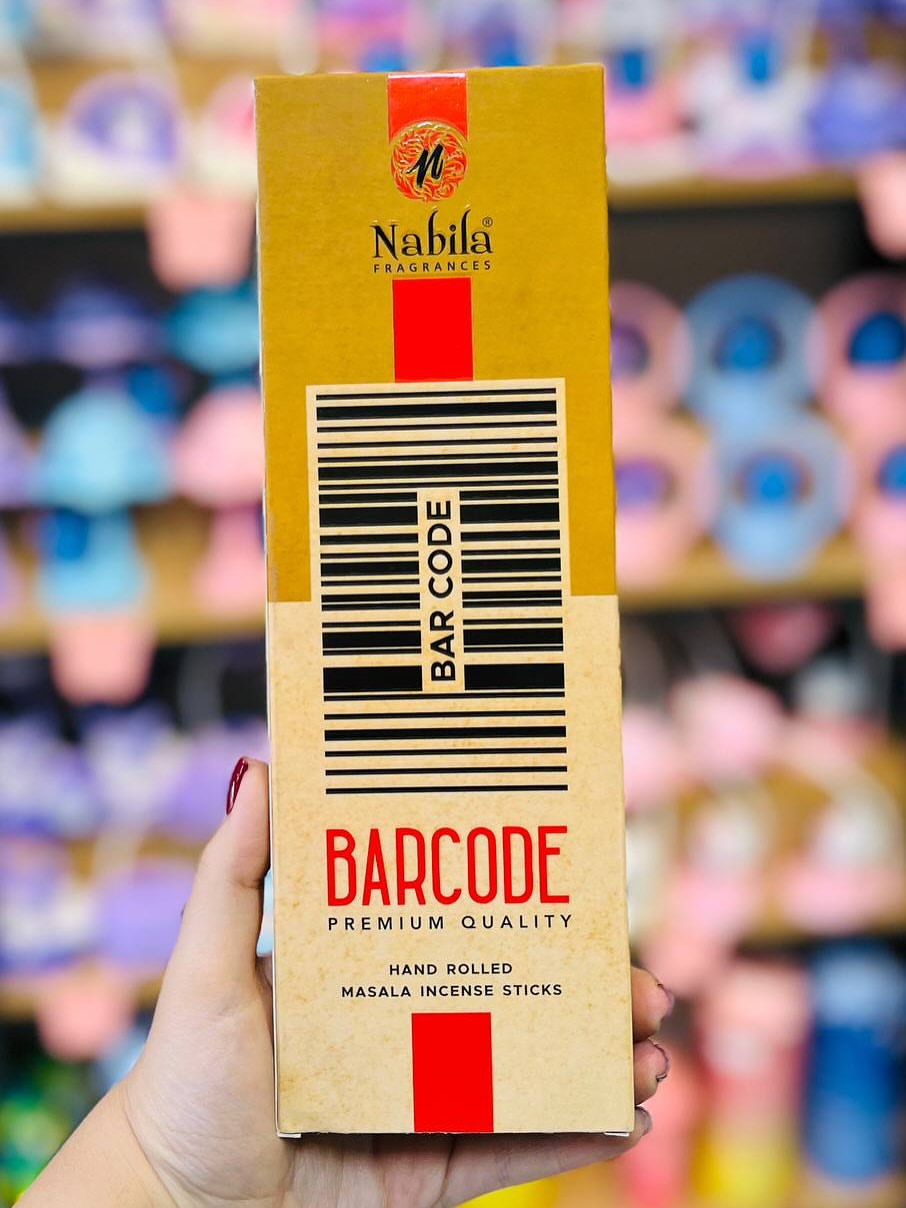 n
Nabila®
FRAGRANCES
BAR CODE
BARCODE
PREMIUM QUALITY
HAND ROLLED
MASALA INCENSE STICKS